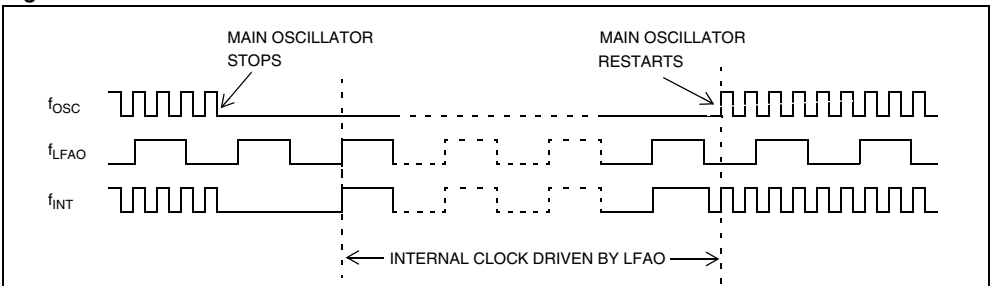 MAIN OSCILLATOR
STOPS
MAIN OSCILLATOR
RESTARTS
fOSC
fLFAO
fINT
INTERNAL CLOCK DRIVEN BY LFAO